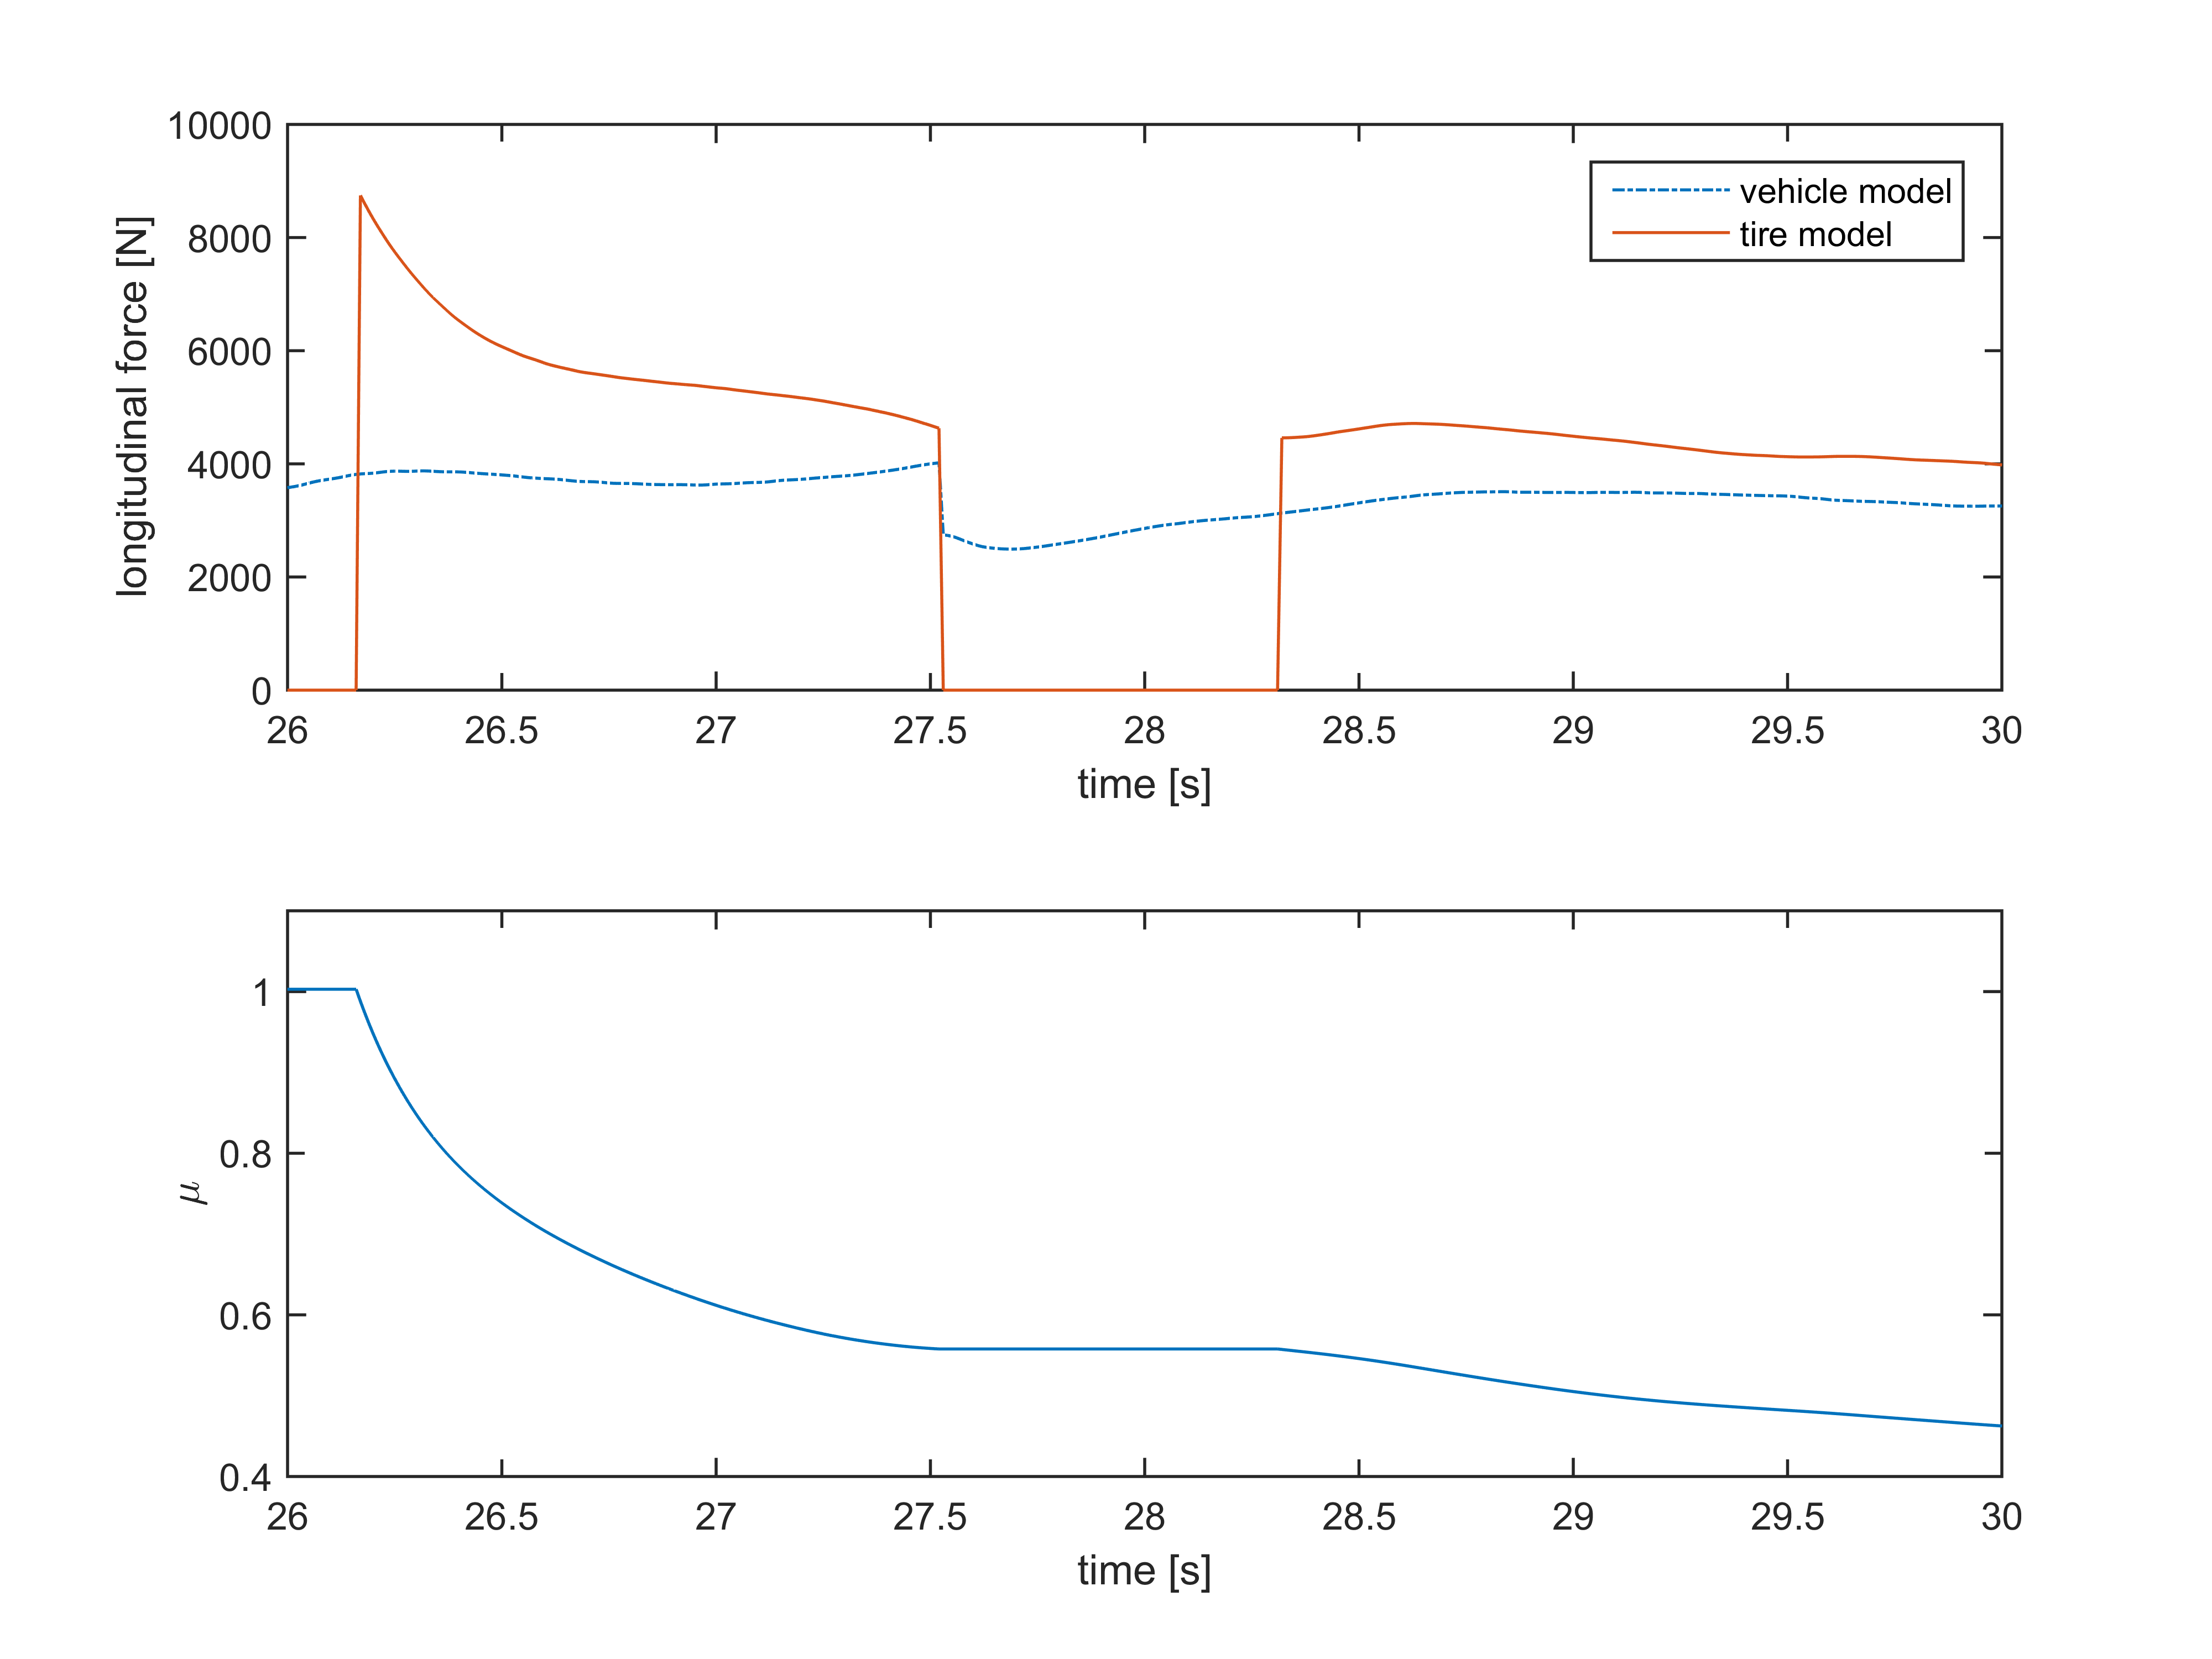 10000
8000
6000
4000
2000
0
longitudinal force [N]
vehicle model
tire model
26 26.5 27 27.5 28 28.5 29 29.5 30
time [s]
1
0.8
0.6
0.4
μ
26 26.5 27 27.5 28 28.5 29 29.5 30
time [s]